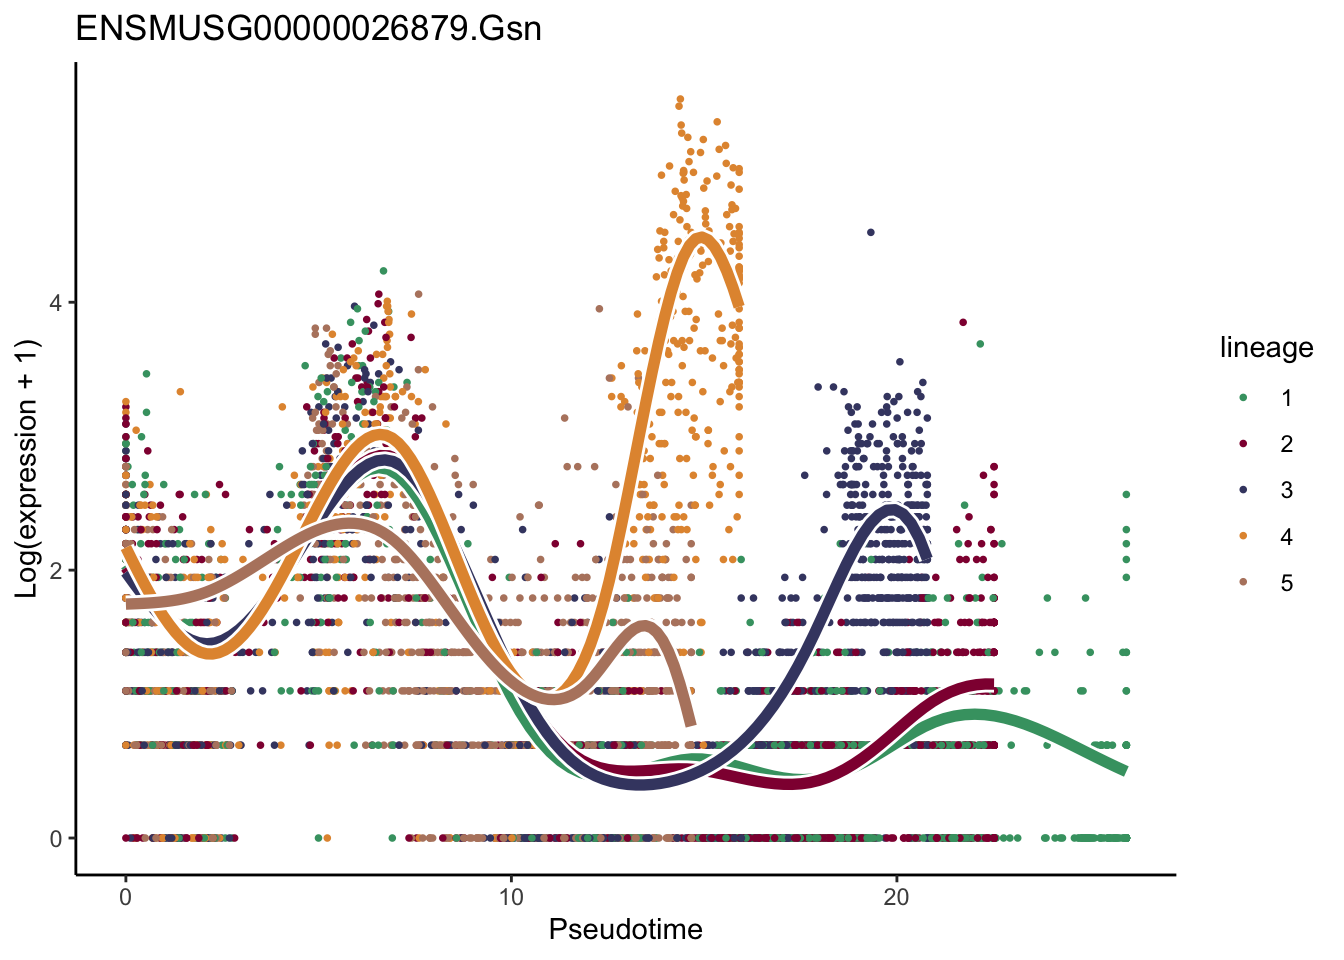 ENSMUSG00000026879.Gsn
Log(expression + 1)
4
2
0
0 10 20
Pseudotime
lineage
1
2
3
4
5